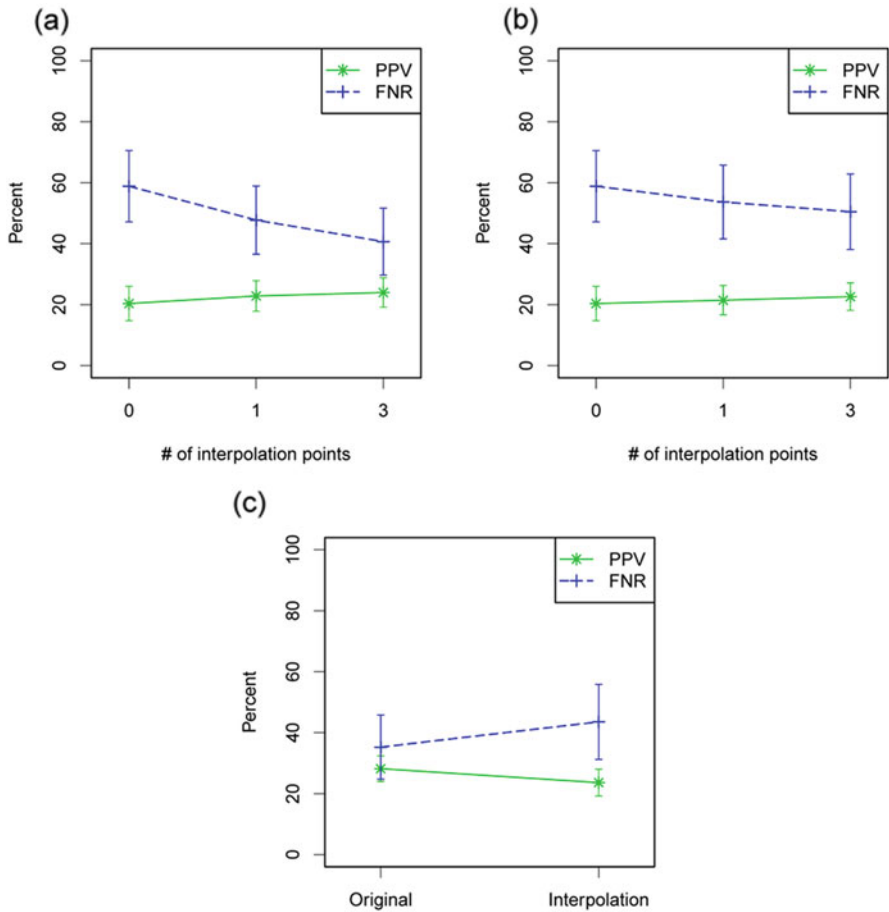 (a)
PPV
FNR
Percent
0 20 40 60 80 100
0 1 3
# of interpolation points
(b)
PPV
FNR
Percent
0 20 40 60 80 100
0 1 3
# of interpolation points
(c)
PPV
FNR
Percent
0 20 40 60 80 100
Original Interpolation